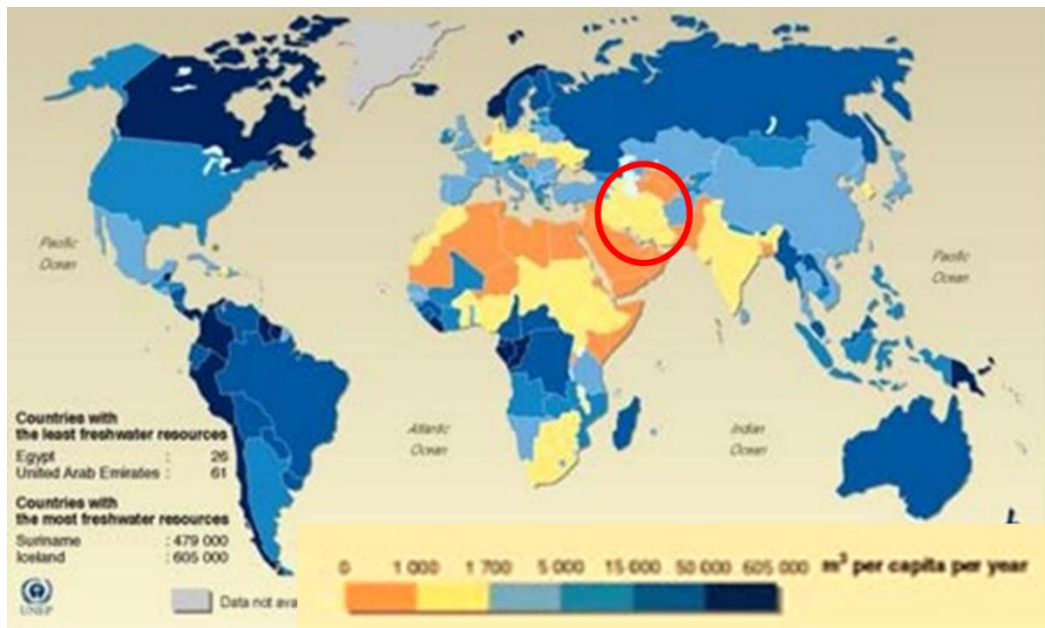 Pacific
Ocean
Pacific
Ocean
Atlantic
Ocean
Indian
Ocean
Countries with
the least freshwater resources
Egypt : 26
United Arab Emirates : 61
Countries with
the most freshwater resources
Suriname : 479 000
Iceland : 605 000
UNEP
Data not ava
0 1 000 1 700 5 000 15 000 50 000 605 000 m³ per capita per year